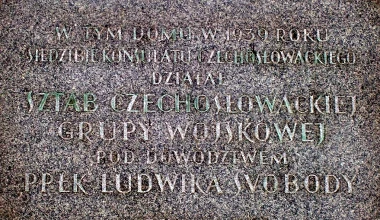 W TYM DOMU W 1939 ROKU
SIEDZIBIE KONSULATU CZECHOSŁOWACKIEGO
DZIAŁAŁ
SZTAB CZECHOSŁOWACKIEJ
GRUPY WOJSKOWEJ
POD DOWÓDZTWEM
PPŁK LUDWIKA SVOBODY